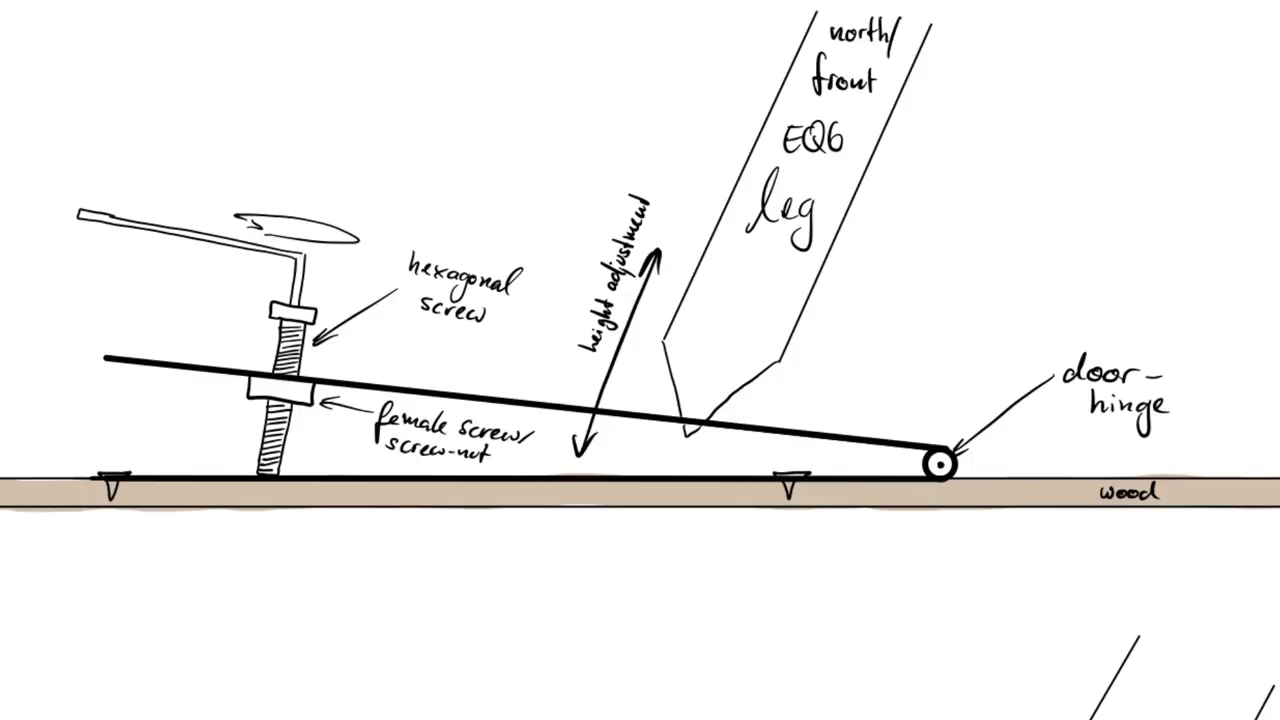 north/
front
EQ6
leg
height adjustment
hexagonal
screw
door-
hinge
female screw/
screw-nut
wood